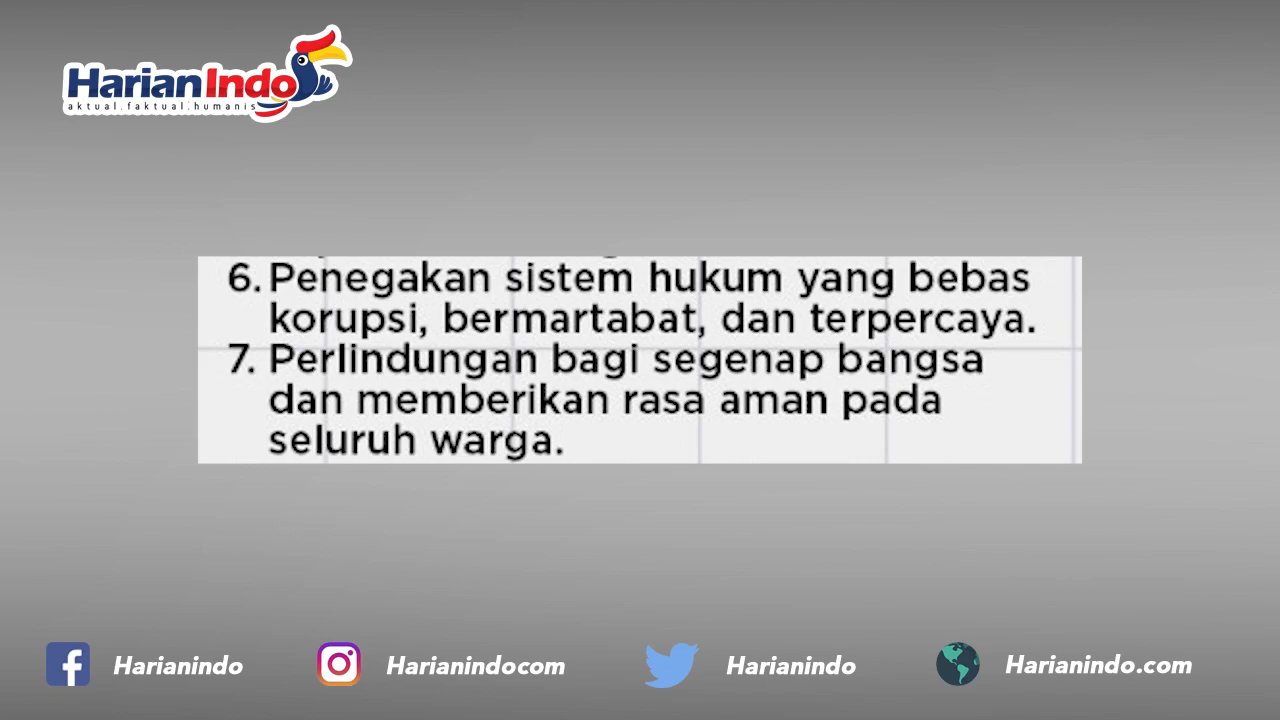 HarianIndo
aktual.faktual.humanis
6. Penegakan sistem hukum yang bebas
korupsi, bermartabat, dan terpercaya.
7. Perlindungan bagi segenap bangsa
dan memberikan rasa aman pada
seluruh warga.
Harianindo
Harianindocom
Harianindo
Harianindo.com